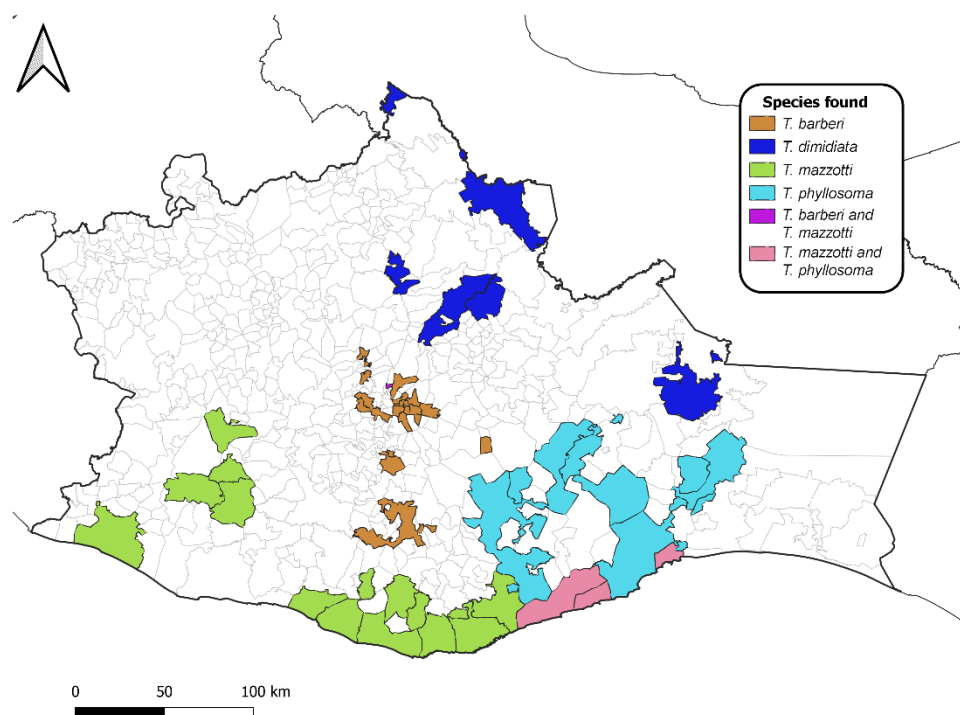 Species found
T. barberi
T. dimidiata
T. mazzotti
T. phyllosoma
T. barberi and
T. mazzotti
T. mazzotti and
T. phyllosoma
0 50 100 km